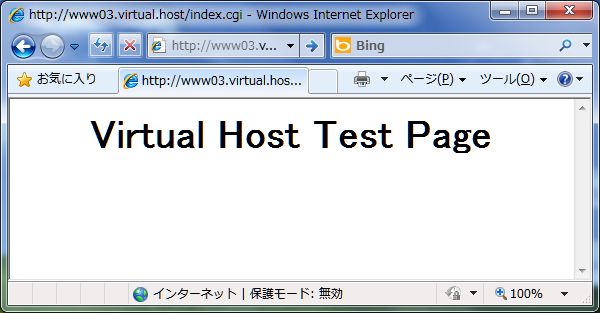 http://www03.virtual.host/index.cgi - Windows Internet Explorer
http://www03.v... Bing
お気に入り http://www03.virtual.hos... ページ(P) ツール(O)
Virtual Host Test Page
インターネット | 保護モード: 無効 100%